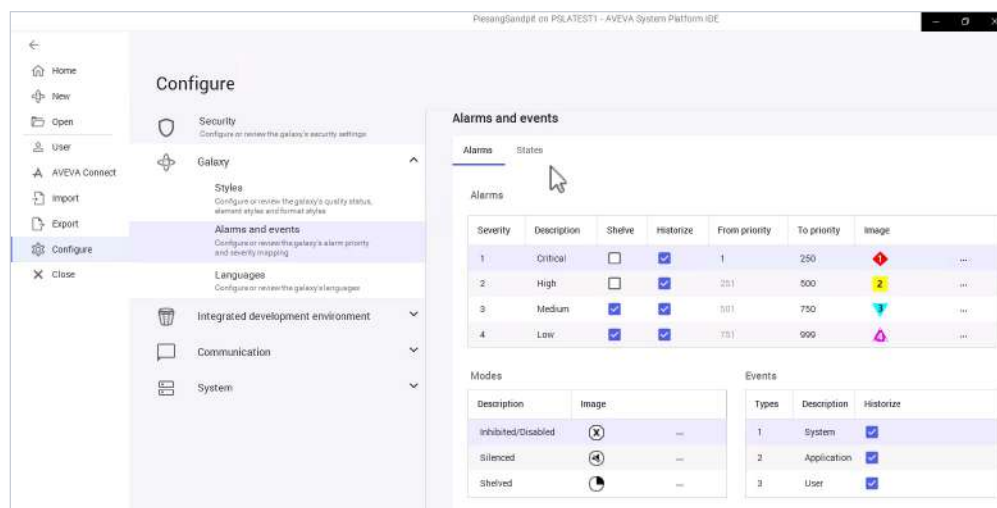 PiesangSandpit on PSLATEST1 - AVEVA System Platform IDE
Home
New
Open
User
AVEVA Connect
Import
Export
Configure
Close
Configure
Security
Configure or review the galaxy's security settings
Galaxy
Styles
Configure or review the galaxy's quality status,
element styles and format styles
Alarms and events
Configure or review the galaxy's alarm priority
and severity mapping
Languages
Configure or review the galaxy's languages
Integrated development environment
Communication
System
Alarms and events
Alarms States
Alarms
Severity Description Shelve Historize From priority To priority Image
1 Critical 1 250 1 ...
2 High 251 500 2 ...
3 Medium 501 750 3 ...
4 Low 751 999 4 ...
Modes
Description Image
Inhibited/Disabled X ...
Silenced ...
Shelved ...
Events
Types Description Historize
1 System
2 Application
3 User